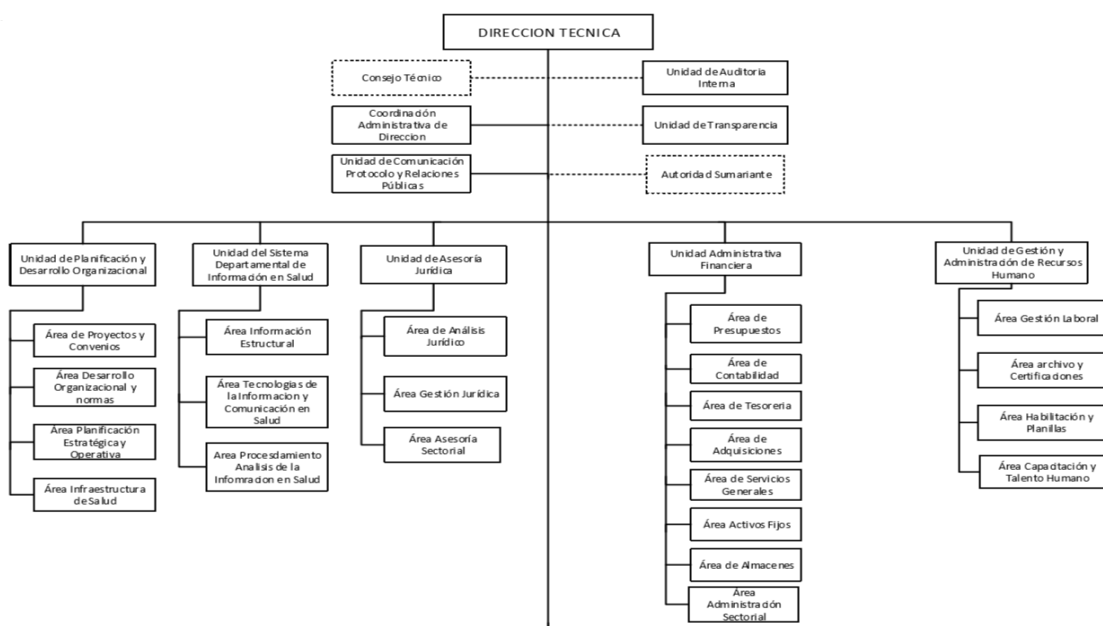 DIRECCION TECNICA
Consejo Técnico
Unidad de Auditoria
Interna
Coordinación
Administrativa de
Direccion
Unidad de Transparencia
Unidad de Comunicación
Protocolo y Relaciones
Públicas
Autoridad Sumariante
Unidad de Planificación y
Desarrollo Organizacional
Área de Proyectos y
Convenios
Área Desarrollo
Organizacional y
normas
Área Planificación
Estratégica y
Operativa
Área Infraestructura
de Salud
Unidad del Sistema
Departamental de
Información en Salud
Área Información
Estructural
Área Tecnologias de
la Informacion y
Comunicación en
Salud
Area Procesdamiento
Analisis de la
Infomracion en Salud
Unidad de Asesoría
Jurídica
Área de Análisis
Jurídico
Área Gestión Jurídica
Área Asesoría
Sectorial
Unidad Administrativa
Financiera
Área de
Presupuestos
Área de
Contabilidad
Área de Tesoreria
Área de
Adquisiciones
Área de Servicios
Generales
Área Activos Fijos
Área de Almacenes
Área
Administración
Sectorial
Unidad de Gestión y
Administración de Recursos
Humano
Área Gestión Laboral
Área archivo y
Certificaciones
Área Habilitación y
Planillas
Área Capacitación y
Talento Humano